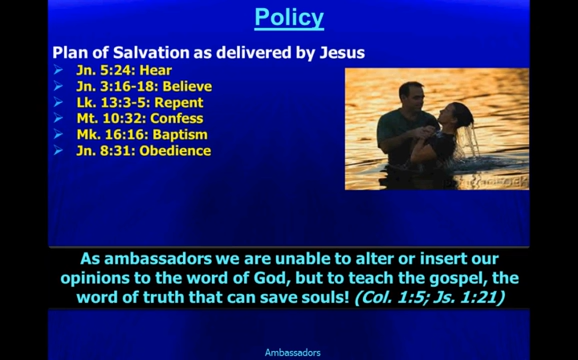 Policy
Plan of Salvation as delivered by Jesus
Jn. 5:24: Hear
Jn. 3:16-18: Believe
Lk. 13:3-5: Repent
Mt. 10:32: Confess
Mk. 16:16: Baptism
Jn. 8:31: Obedience
As ambassadors we are unable to alter or insert our
opinions to the word of God, but to teach the gospel, the
word of truth that can save souls! (Col. 1:5; Js. 1:21)
Ambassadors